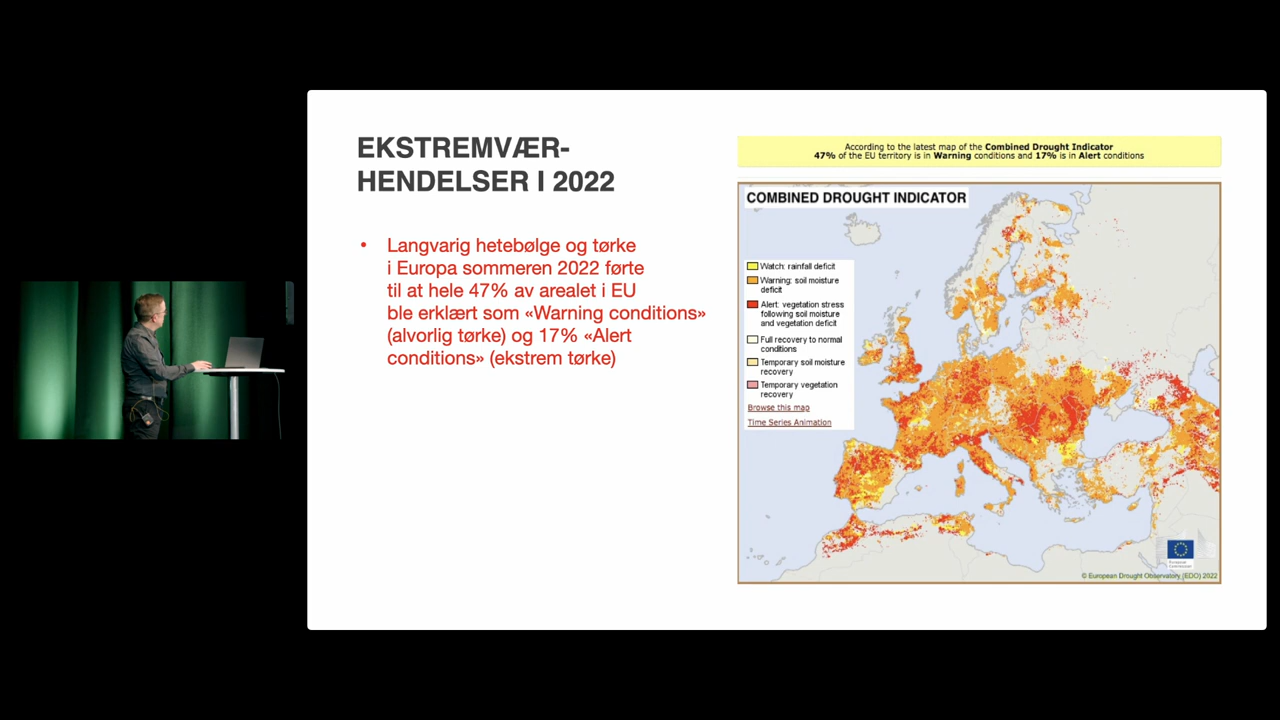 EKSTREMVÆR-
HENDELSER I 2022
• Langvarig hetebølge og tørke
i Europa sommeren 2022 førte
til at hele 47% av arealet i EU
ble erklært som «Warning conditions»
(alvorlig tørke) og 17% «Alert
conditions» (ekstrem tørke)
According to the latest map of the Combined Drought Indicator
47% of the EU territory is in Warning conditions and 17% is in Alert conditions
COMBINED DROUGHT INDICATOR
Watch: rainfall deficit
Warning: soil moisture
deficit
Alert: vegetation stress
following soil moisture
and vegetation deficit
Full recovery to normal
conditions
Temporary soil moisture
recovery
Temporary vegetation
recovery
Browse this map
Time Series Animation
© European Drought Observatory (EDO) 2022